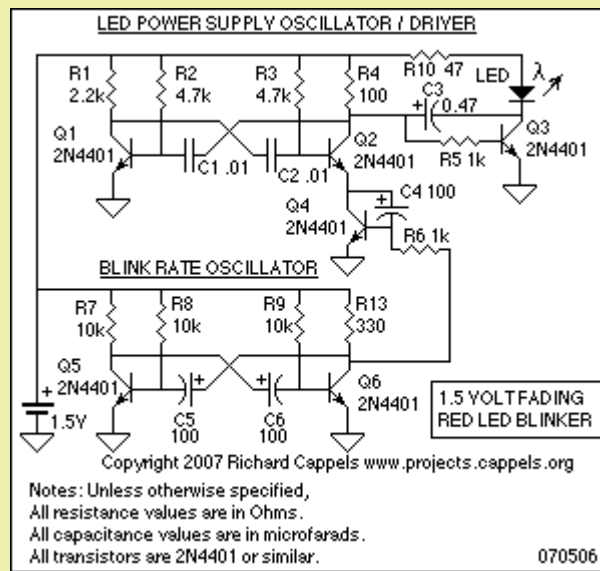 LED POWER SUPPLY OSCILLATOR / DRIVER
R1 2.2k
R2 4.7k
R3 4.7k
R4 100
R10 47
LED
λ
C3 0.47
+
Q1 2N4401
Q2 2N4401
Q3 2N4401
C1 .01
C2 .01
R5 1k
C4 100
+
Q4 2N4401
R6 1k
BLINK RATE OSCILLATOR
R7 10k
R8 10k
R9 10k
R13 330
Q5 2N4401
Q6 2N4401
+
1.5V
C5 100
+
C6 100
+
1.5 VOLT FADING
RED LED BLINKER
Copyright 2007 Richard Cappels www.projects.cappels.org
Notes: Unless otherwise specified,
All resistance values are in Ohms.
All capacitance values are in microfarads.
All transistors are 2N4401 or similar.
070506